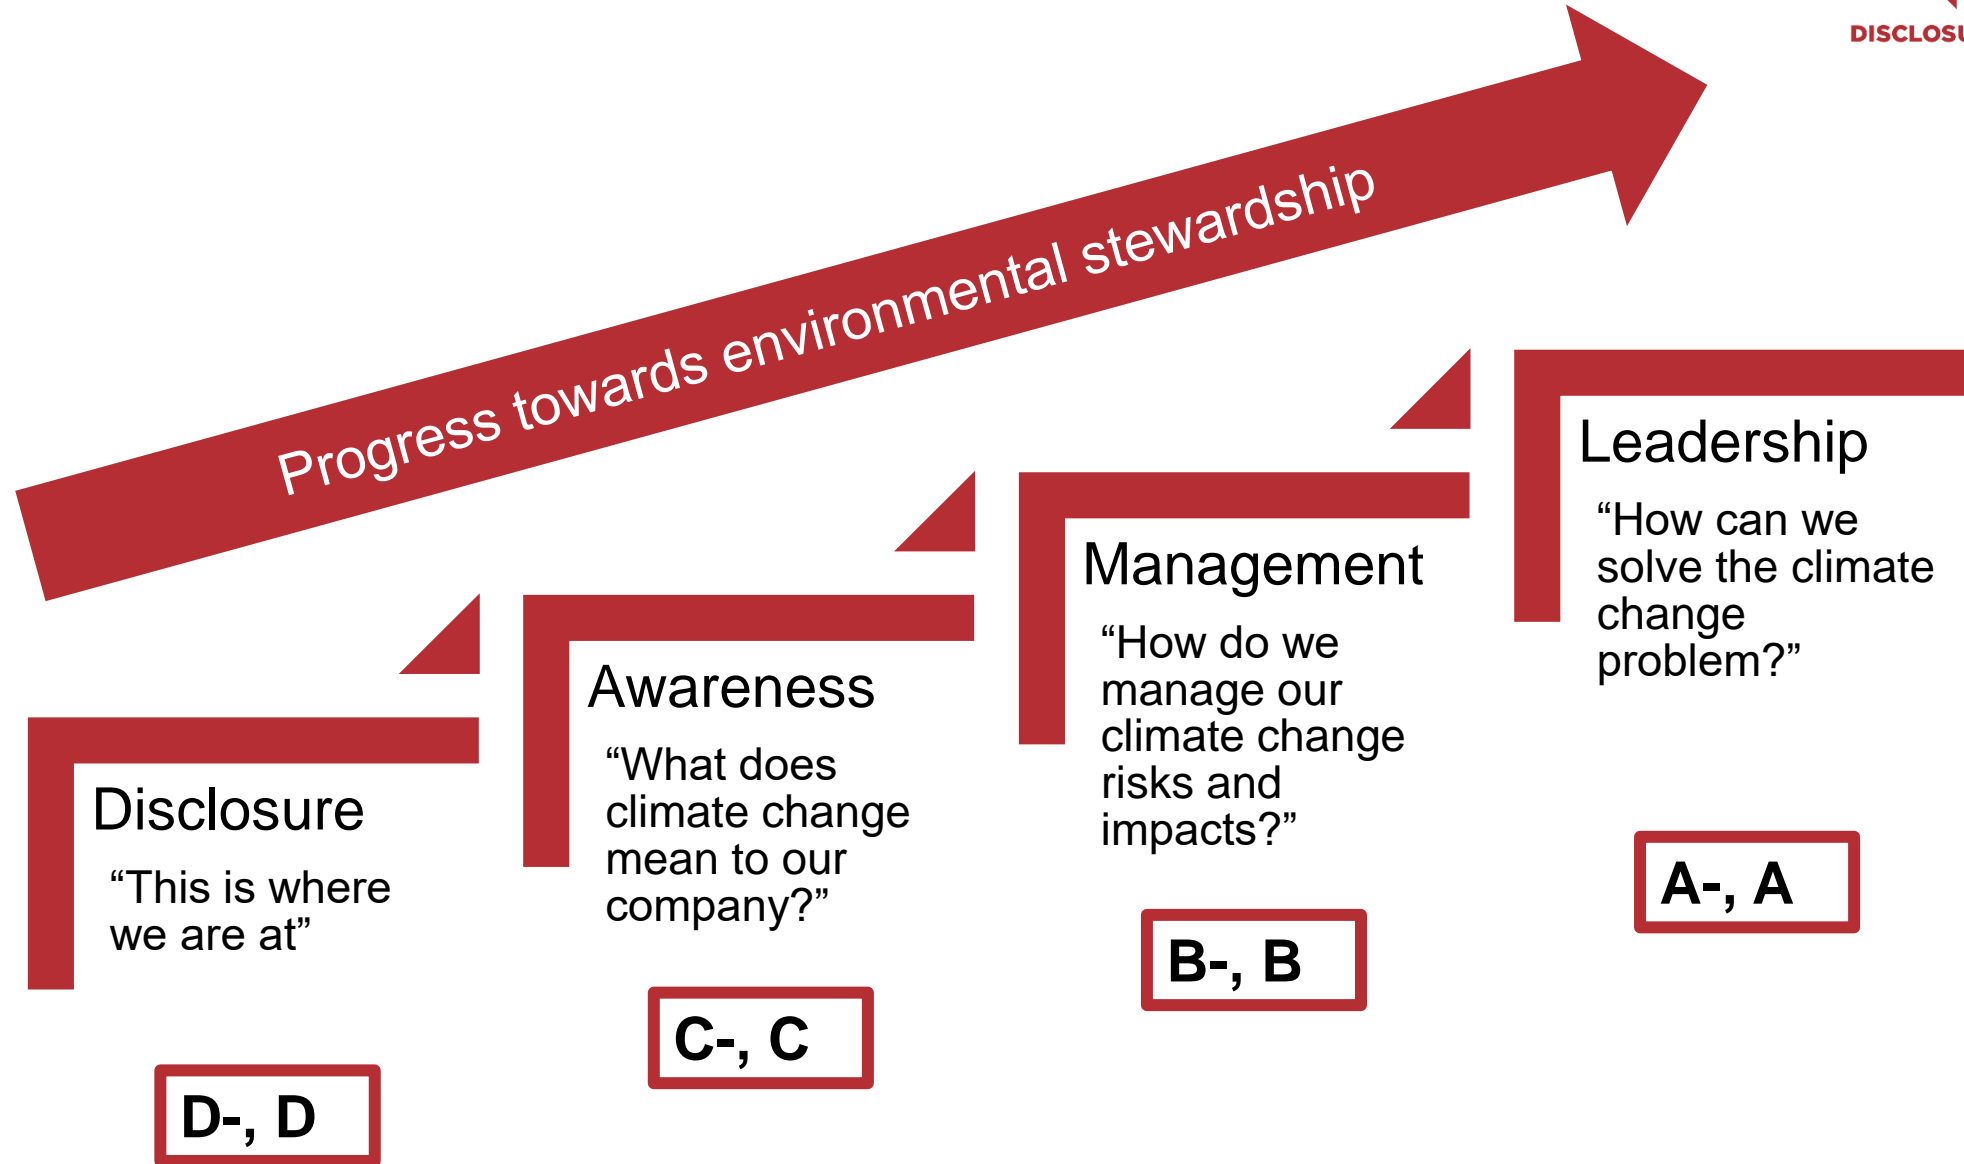 Progress towards environmental stewardship
Disclosure
“This is where
we are at”
D-, D
Awareness
“What does
climate change
mean to our
company?”
C-, C
Management
“How do we
manage our
climate change
risks and
impacts?”
B-, B
Leadership
“How can we
solve the climate
change
problem?”
A-, A